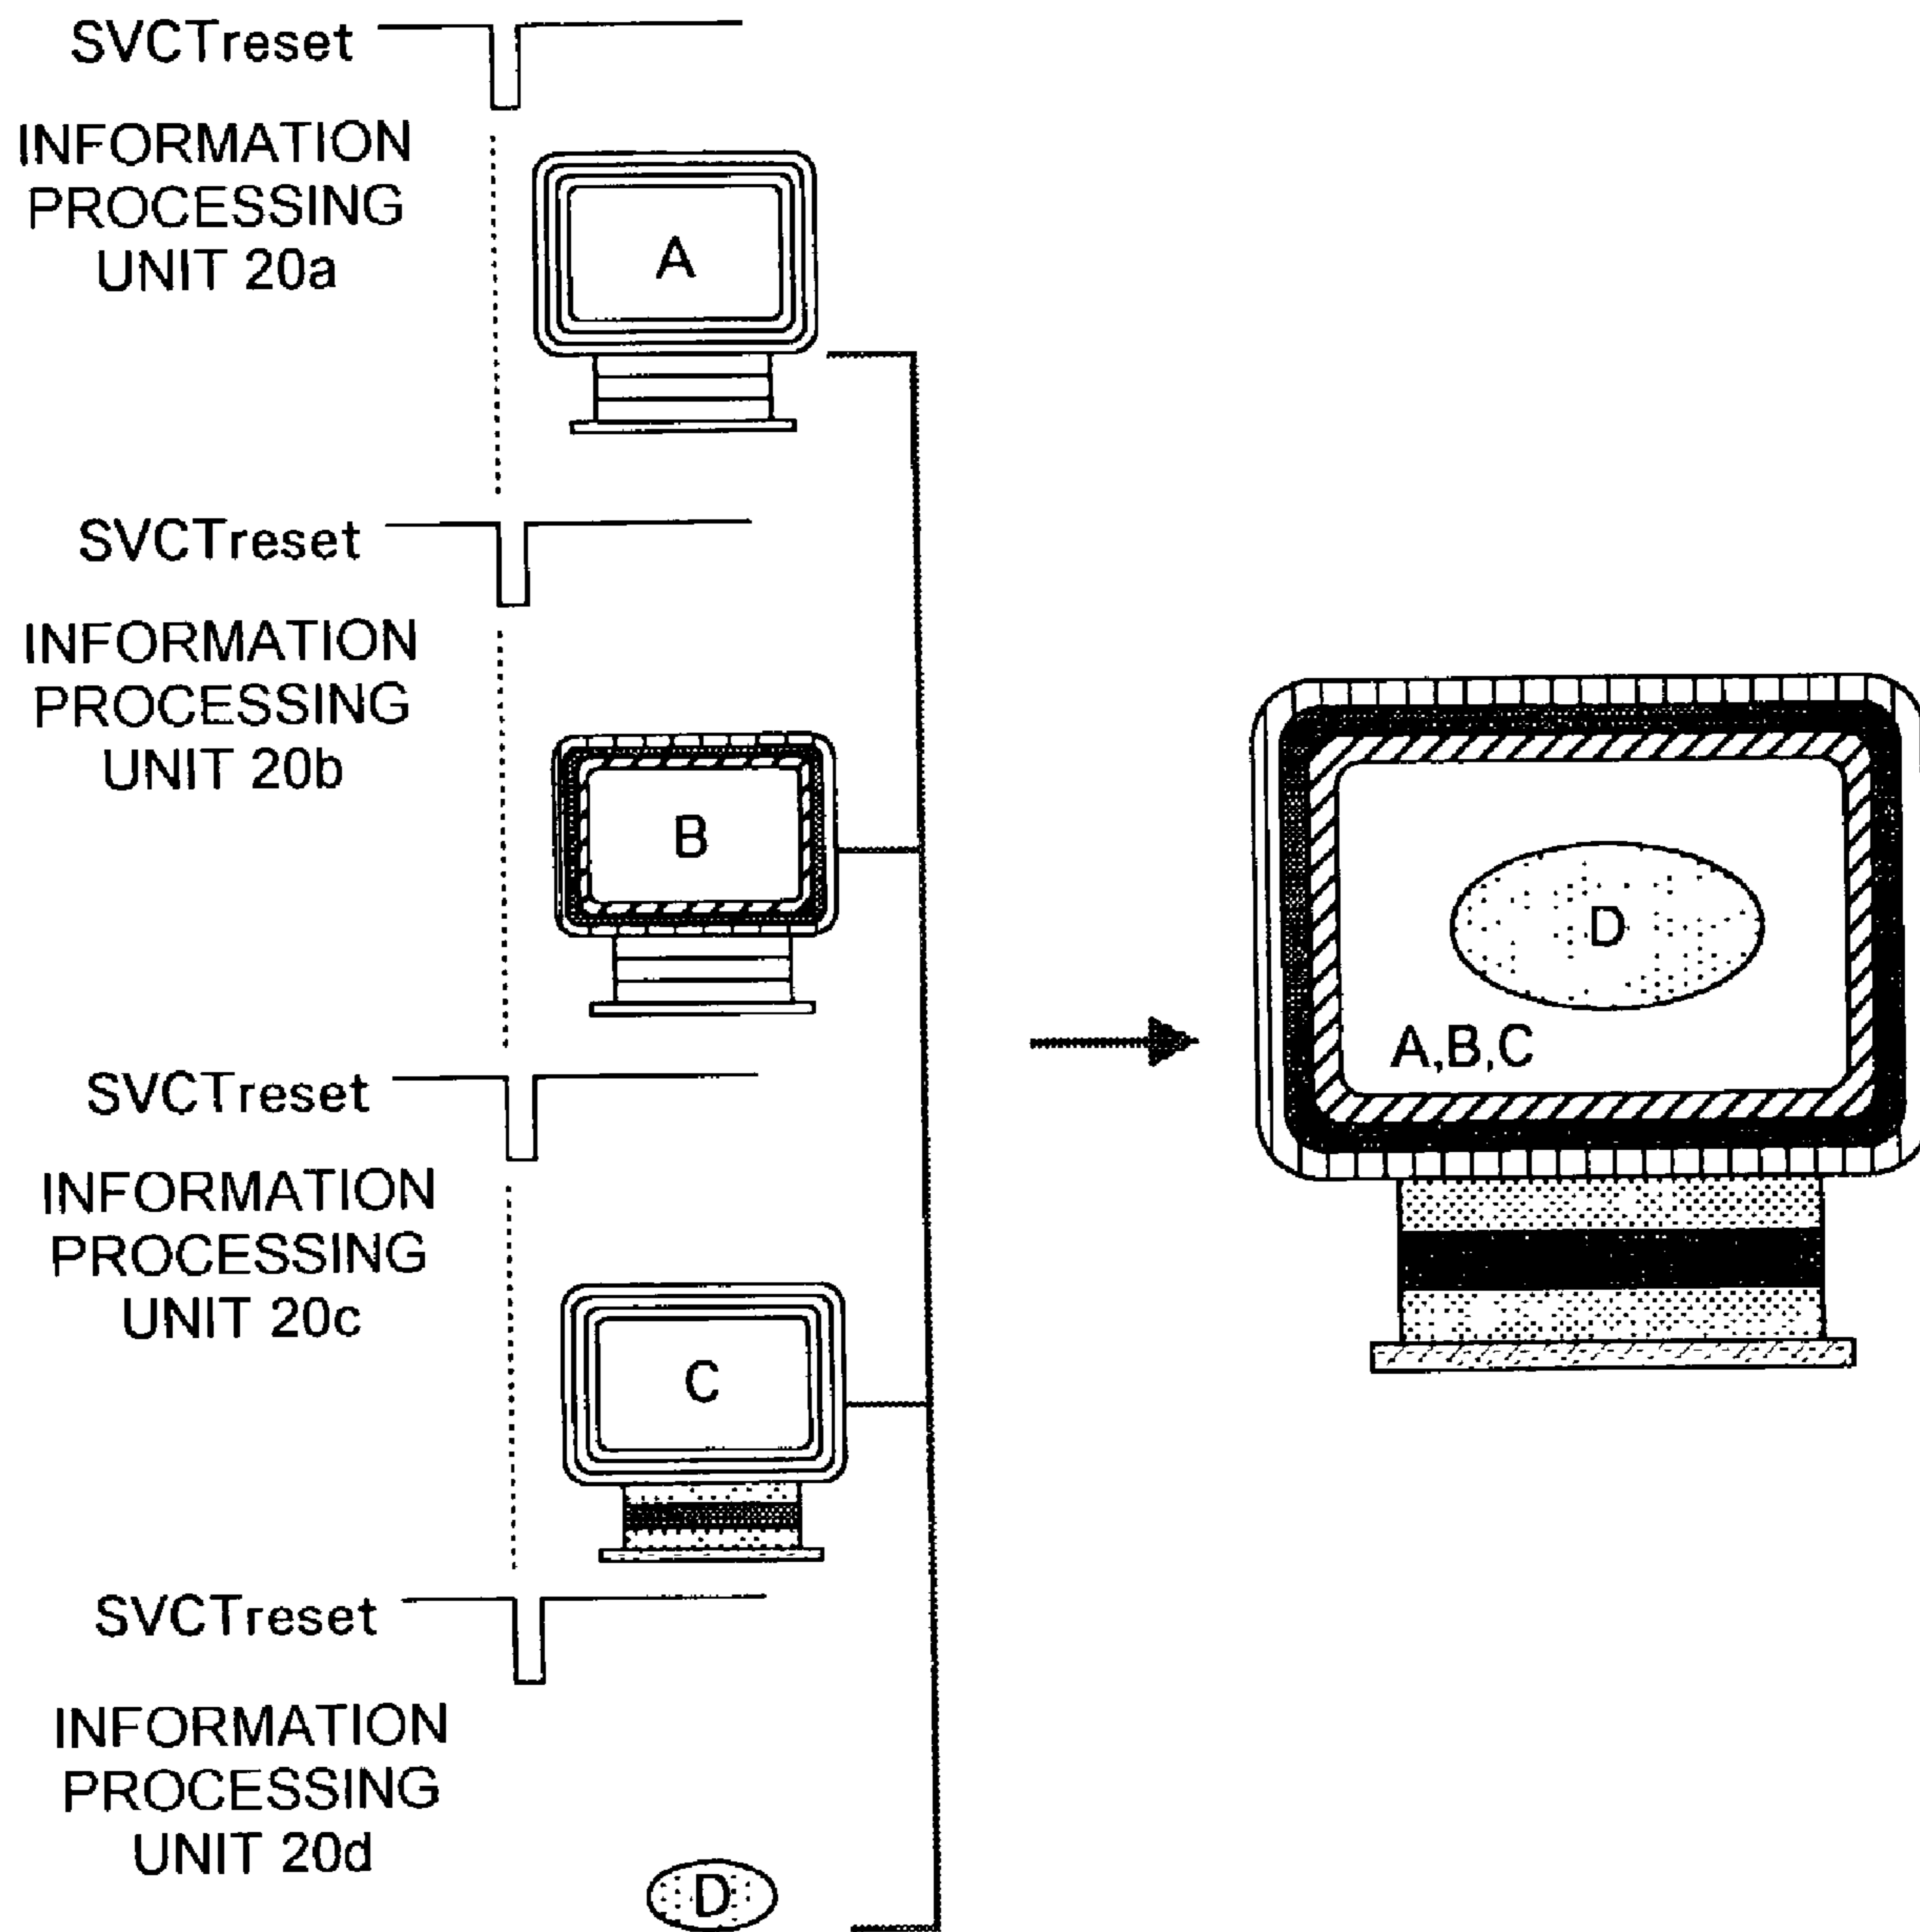 SVCTreset
INFORMATION
PROCESSING
UNIT 20a
A
SVCTreset
INFORMATION
PROCESSING
UNIT 20b
B
SVCTreset
INFORMATION
PROCESSING
UNIT 20c
C
SVCTreset
INFORMATION
PROCESSING
UNIT 20d
D
D
A,B,C